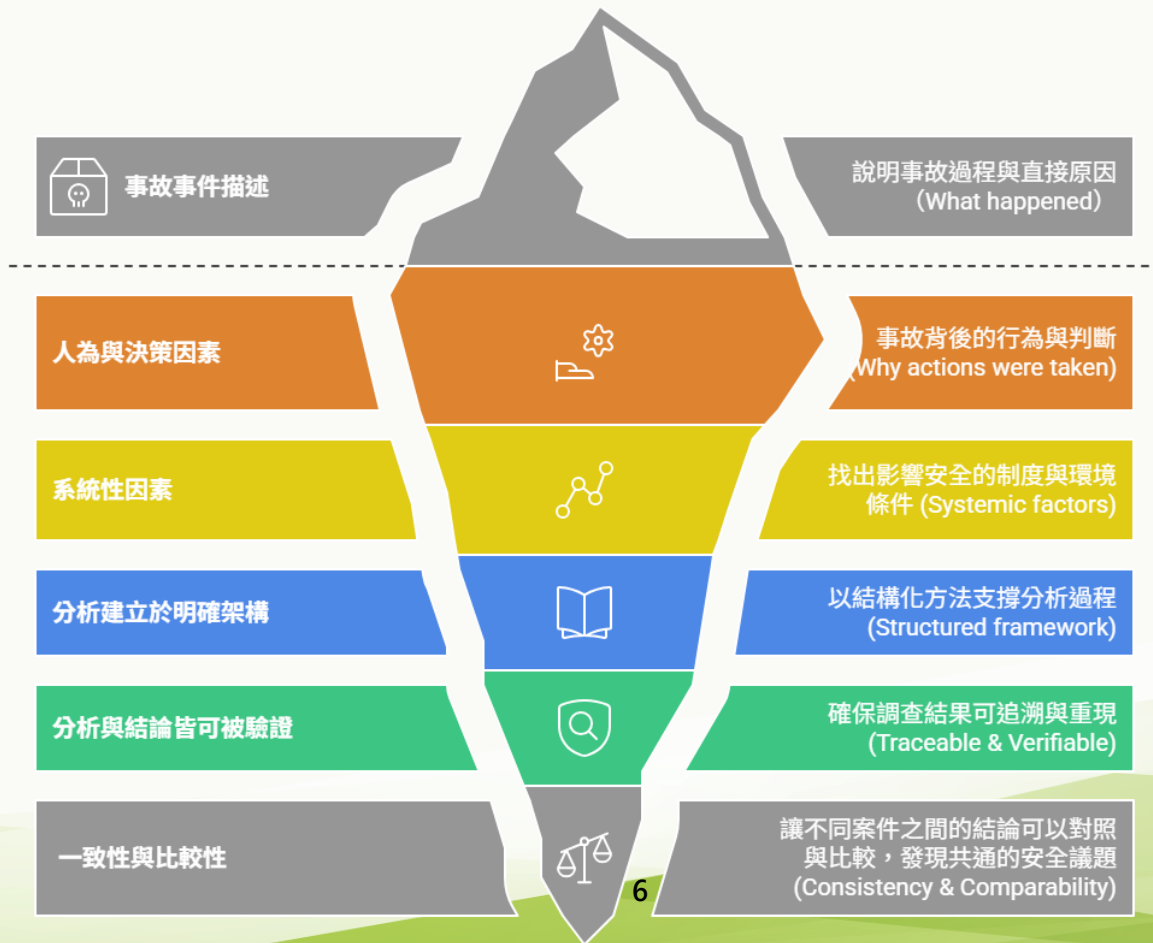 事故事件描述
說明事故過程與直接原因
（What happened）
人為與決策因素
事故背後的行為與判斷
(Why actions were taken)
系統性因素
找出影響安全的制度與環境
條件 (Systemic factors)
分析建立於明確架構
以結構化方法支撐分析過程
(Structured framework)
分析與結論皆可被驗證
確保調查結果可追溯與重現
(Traceable & Verifiable)
一致性與比較性
讓不同案件之間的結論可以對照
與比較，發現共通的安全議題
(Consistency & Comparability)
6